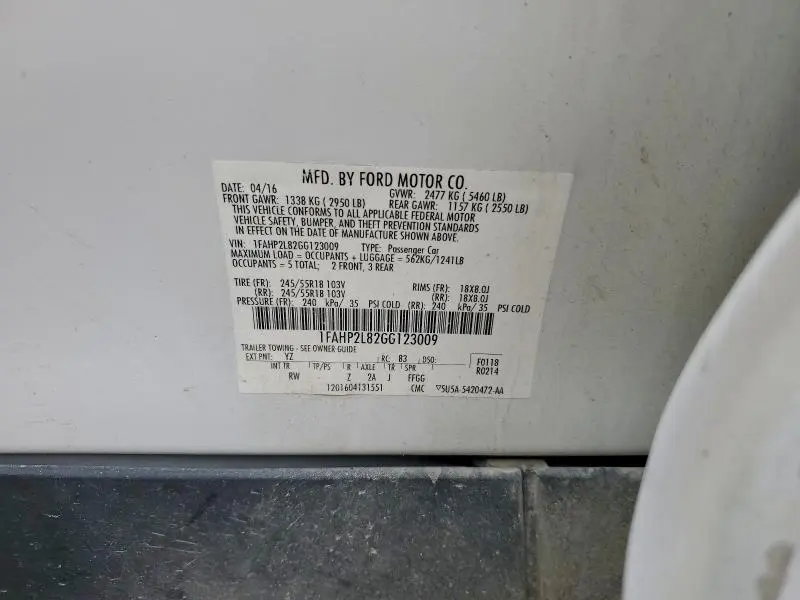 MFD. BY FORD MOTOR CO.
DATE: 04/16 GVWR: 2477 KG ( 5460 LB)
FRONT GAWR: 1338 KG ( 2950 LB) REAR GAWR: 1157 KG ( 2550 LB)
THIS VEHICLE CONFORMS TO ALL APPLICABLE FEDERAL MOTOR
VEHICLE SAFETY, BUMPER, AND THEFT PREVENTION STANDARDS
IN EFFECT ON THE DATE OF MANUFACTURE SHOWN ABOVE.
VIN: 1FAHP2L82GG123009 TYPE: Passenger Car
MAXIMUM LOAD = OCCUPANTS + LUGGAGE = 562KG/1241LB
OCCUPANTS = 5 TOTAL; 2 FRONT, 3 REAR
TIRE (FR): 245/55R18 103V RIMS (FR): 18X8.0J
(RR): 245/55R18 103V (RR): 18X8.0J
PRESSURE (FR): 240 kPa/ 35 PSI COLD (RR): 240 kPa/ 35 PSI COLD
1FAHP2L82GG123009
TRAILER TOWING - SEE OWNER GUIDE
EXT PNT: YZ RC: B3 DSO: F0118
INT TR TP/PS R AXLE TR SPR R0214
RW Z 2A J FFGG
1201604131551 CMC ▽5U5A-5420472-AA